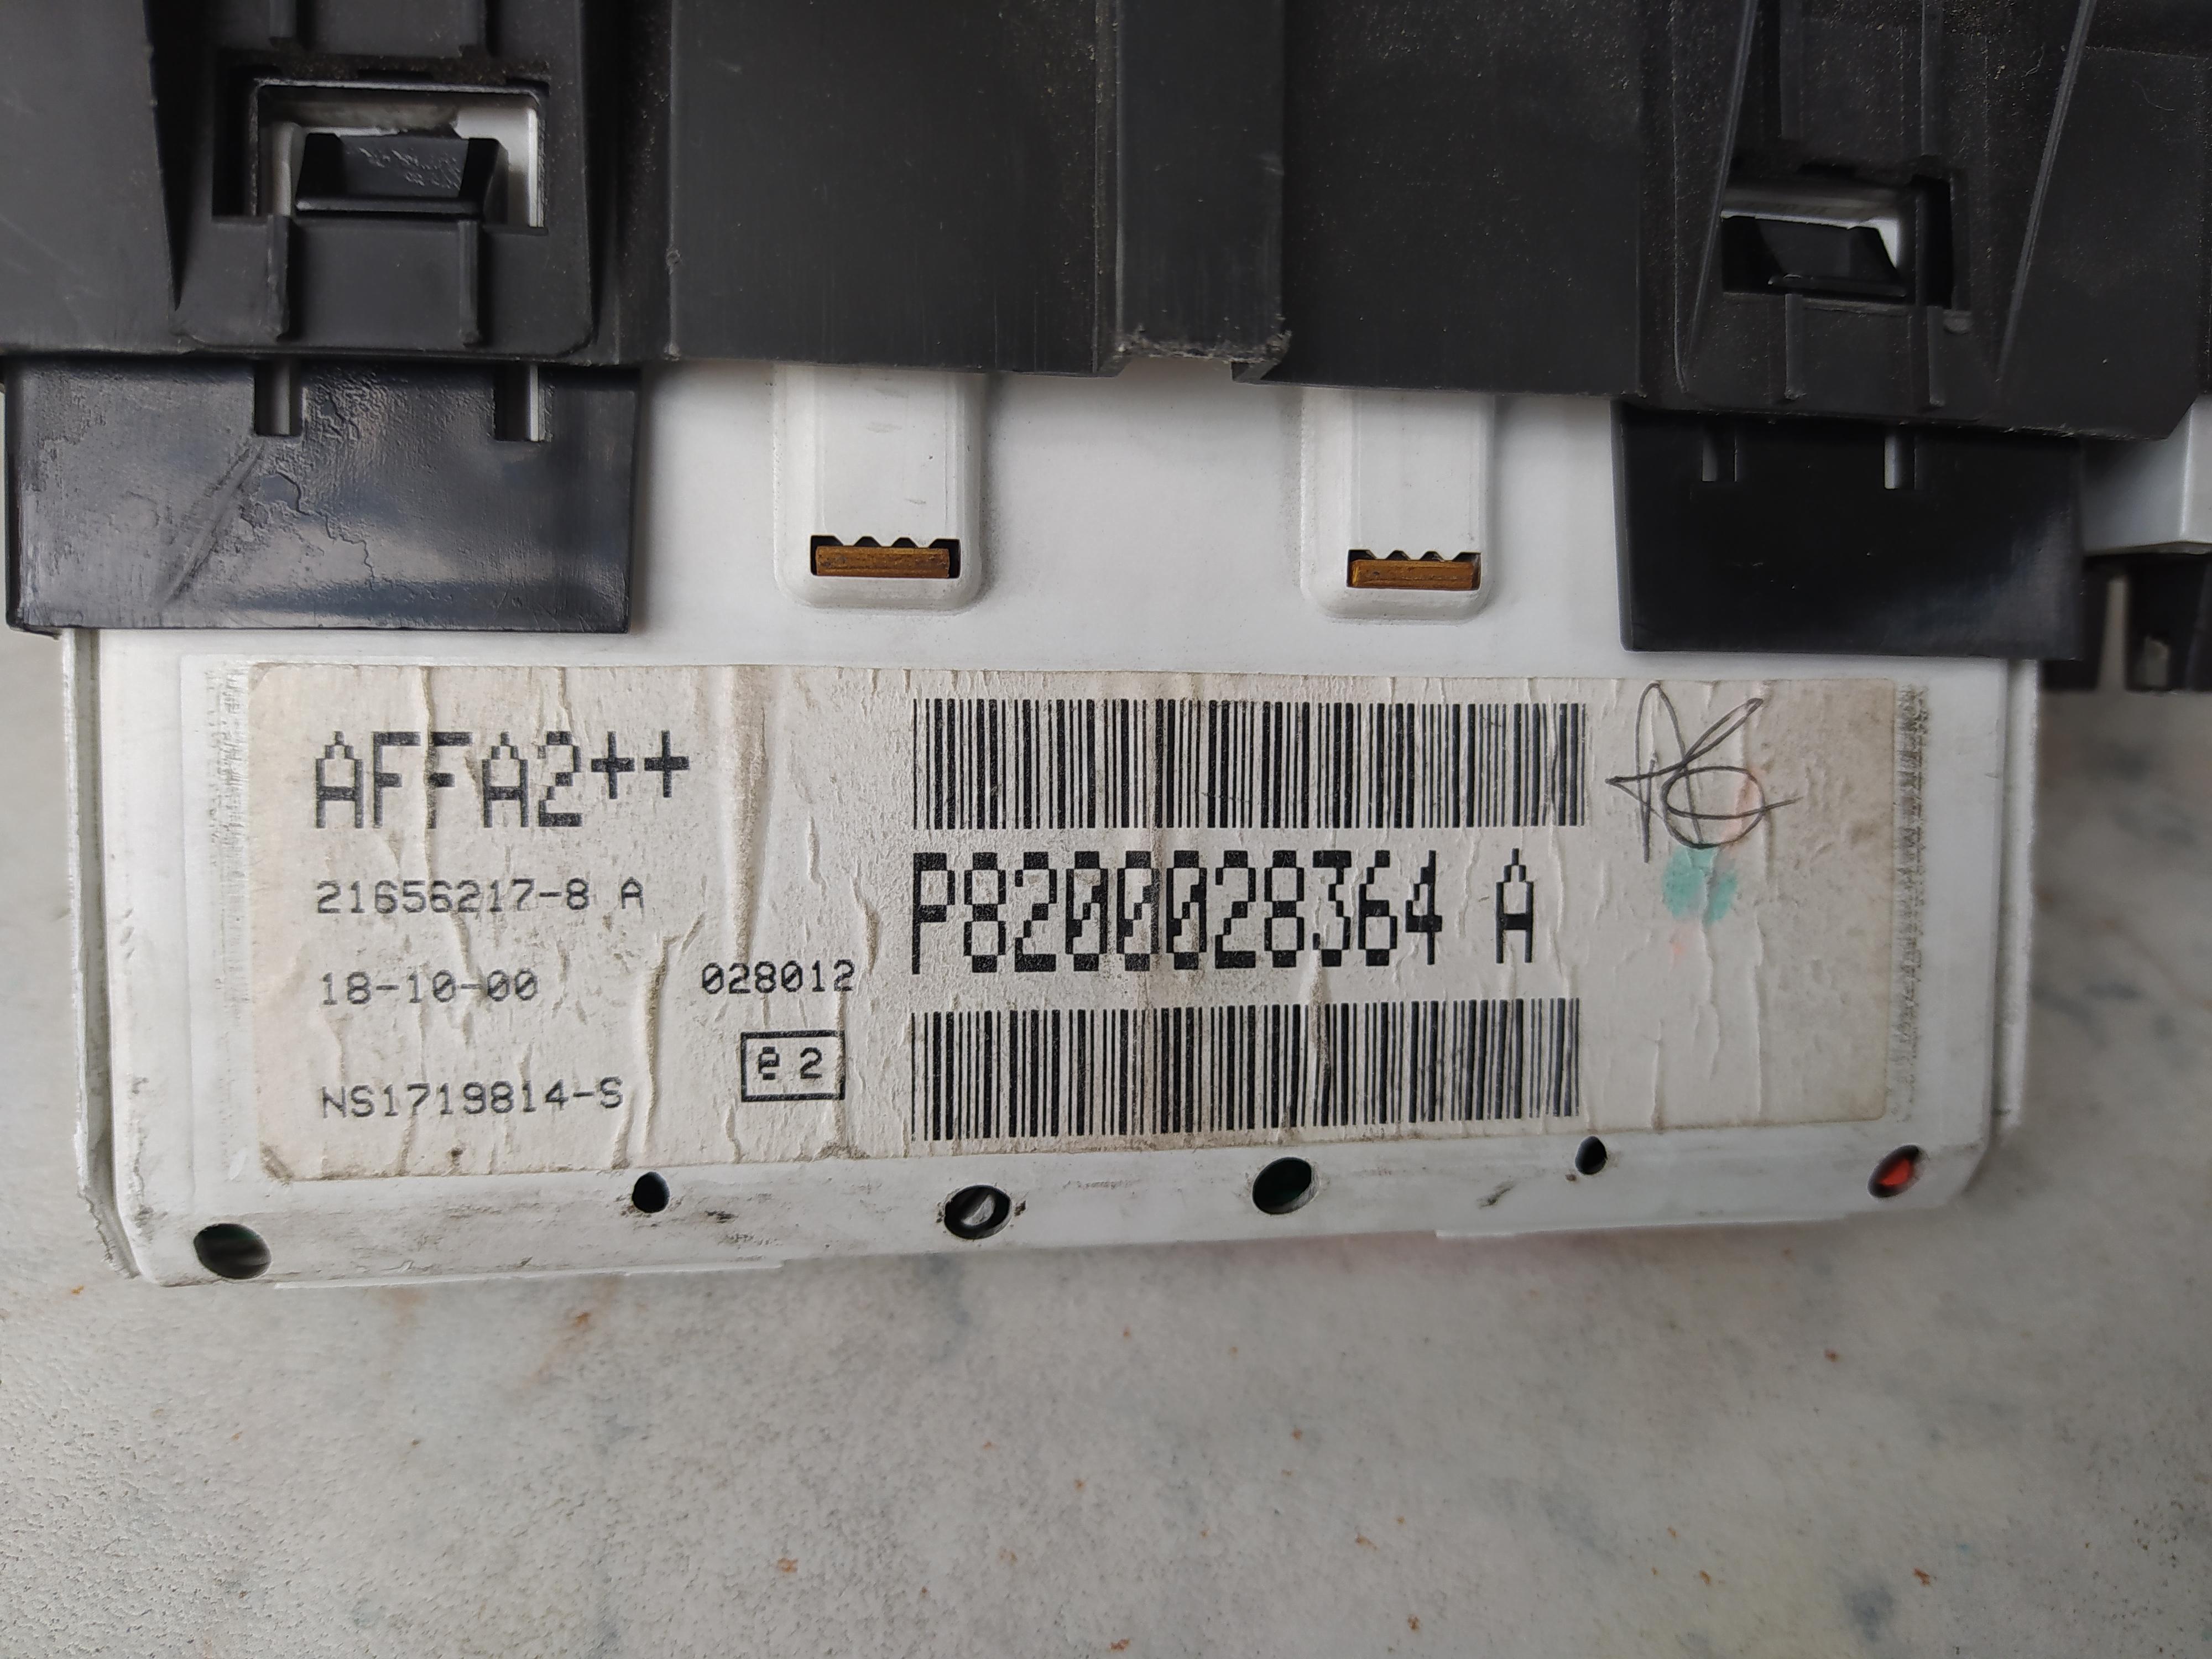 AFFA2++
21656217-8 A
18-10-00 028012
NS1719814-S
e 2
P8200028364 A